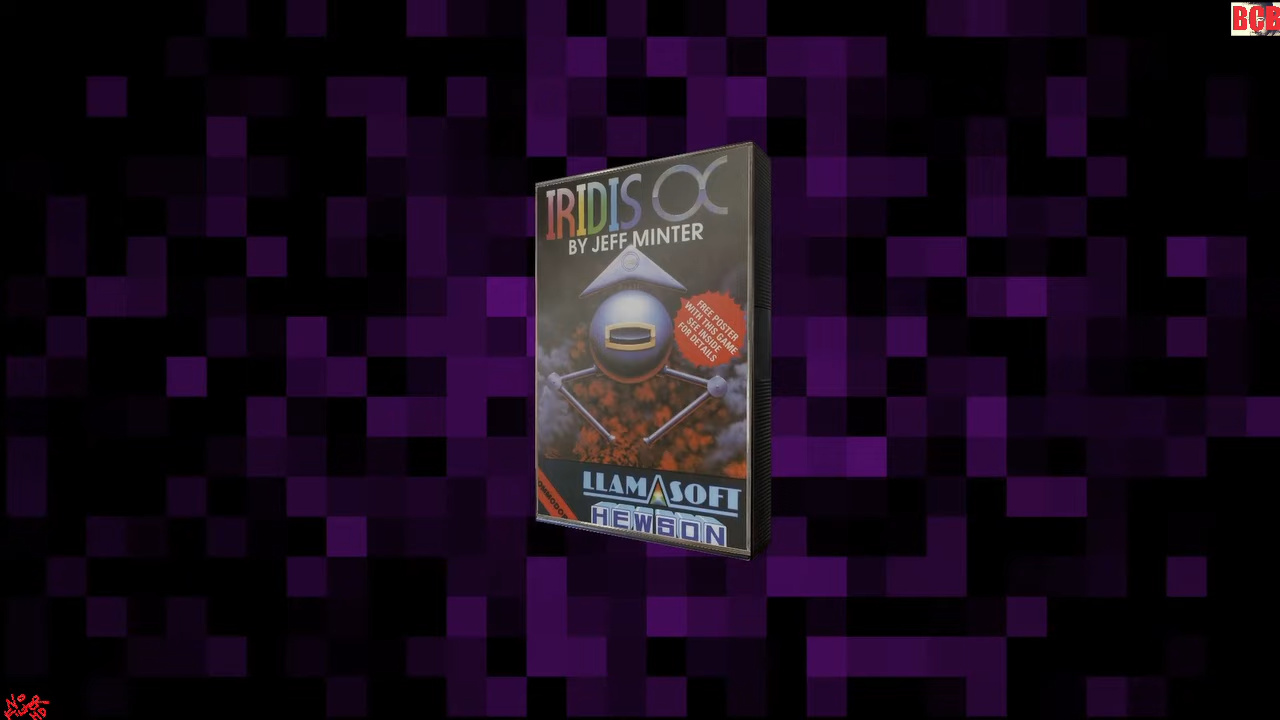 BCB
IRIDIS α
BY JEFF MINTER
FREE POSTER
WITH THIS GAME
SEE INSIDE
FOR DETAILS
LLAMASOFT
HEWSON